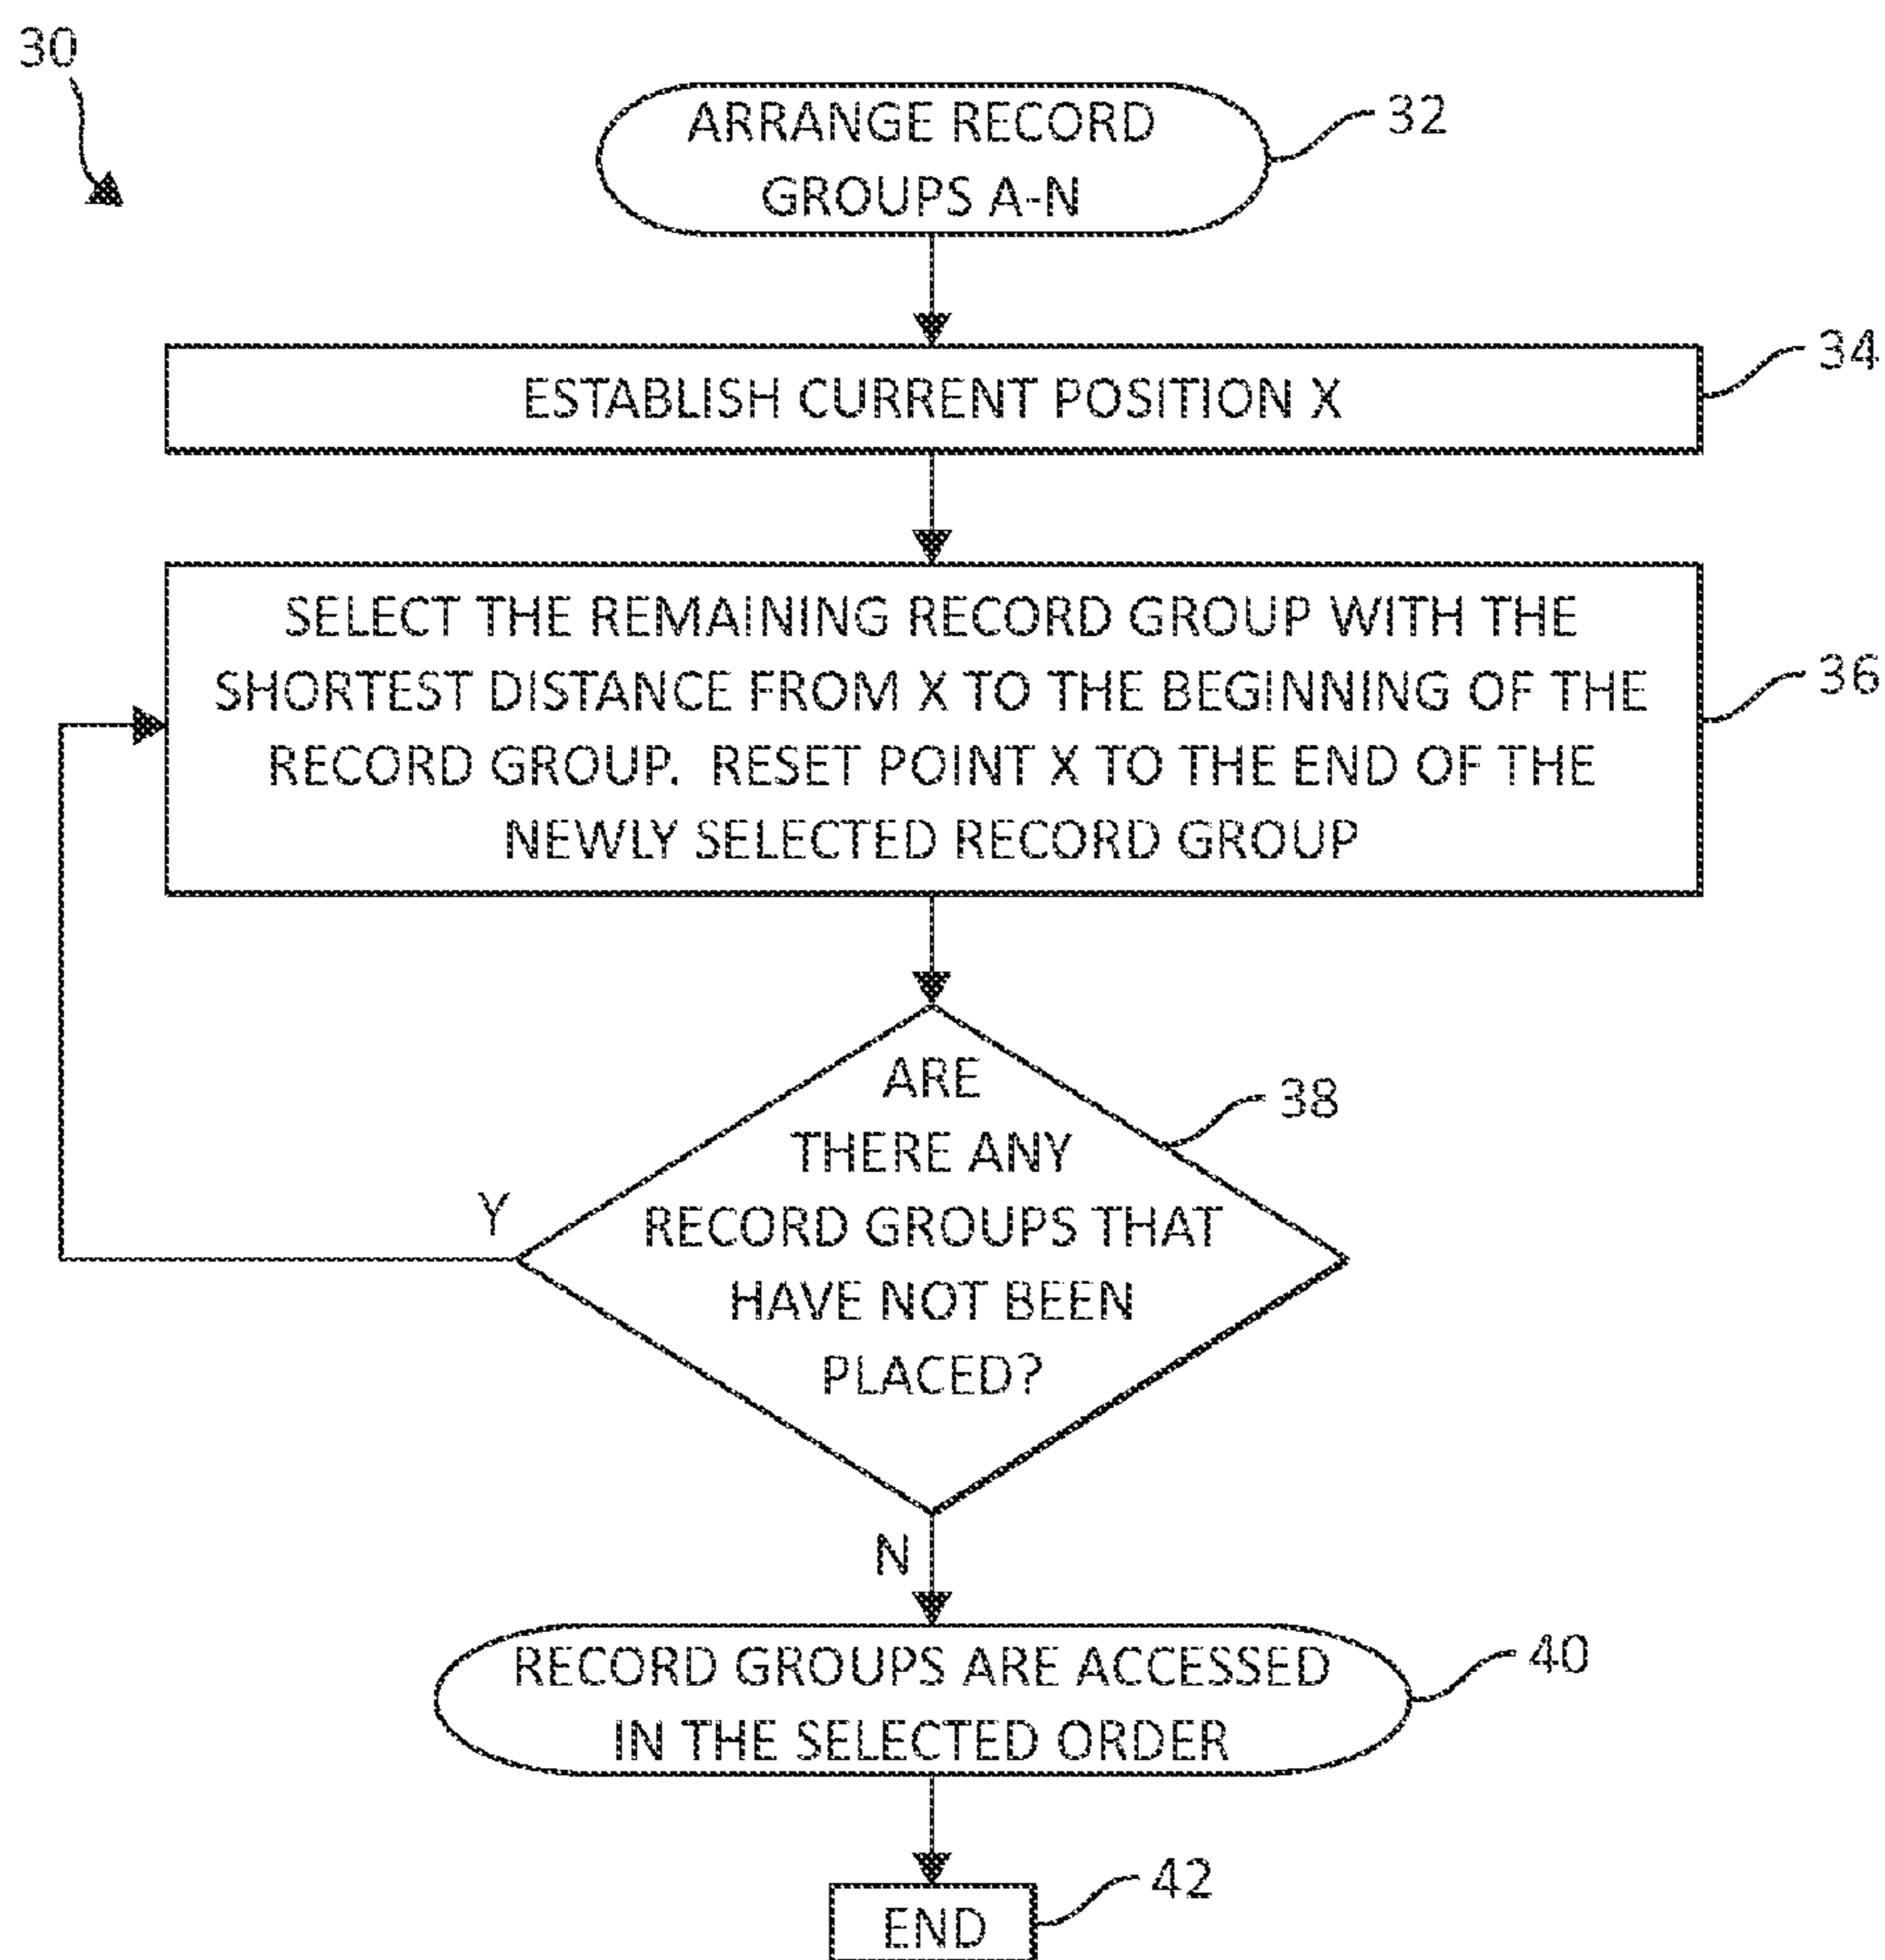 30
ARRANGE RECORD
GROUPS A-N
32
ESTABLISH CURRENT POSITION X
34
SELECT THE REMAINING RECORD GROUP WITH THE
SHORTEST DISTANCE FROM X TO THE BEGINNING OF THE
RECORD GROUP. RESET POINT X TO THE END OF THE
NEWLY SELECTED RECORD GROUP
36
ARE
THERE ANY
RECORD GROUPS THAT
HAVE NOT BEEN
PLACED?
38
Y
N
RECORD GROUPS ARE ACCESSED
IN THE SELECTED ORDER
40
END
42